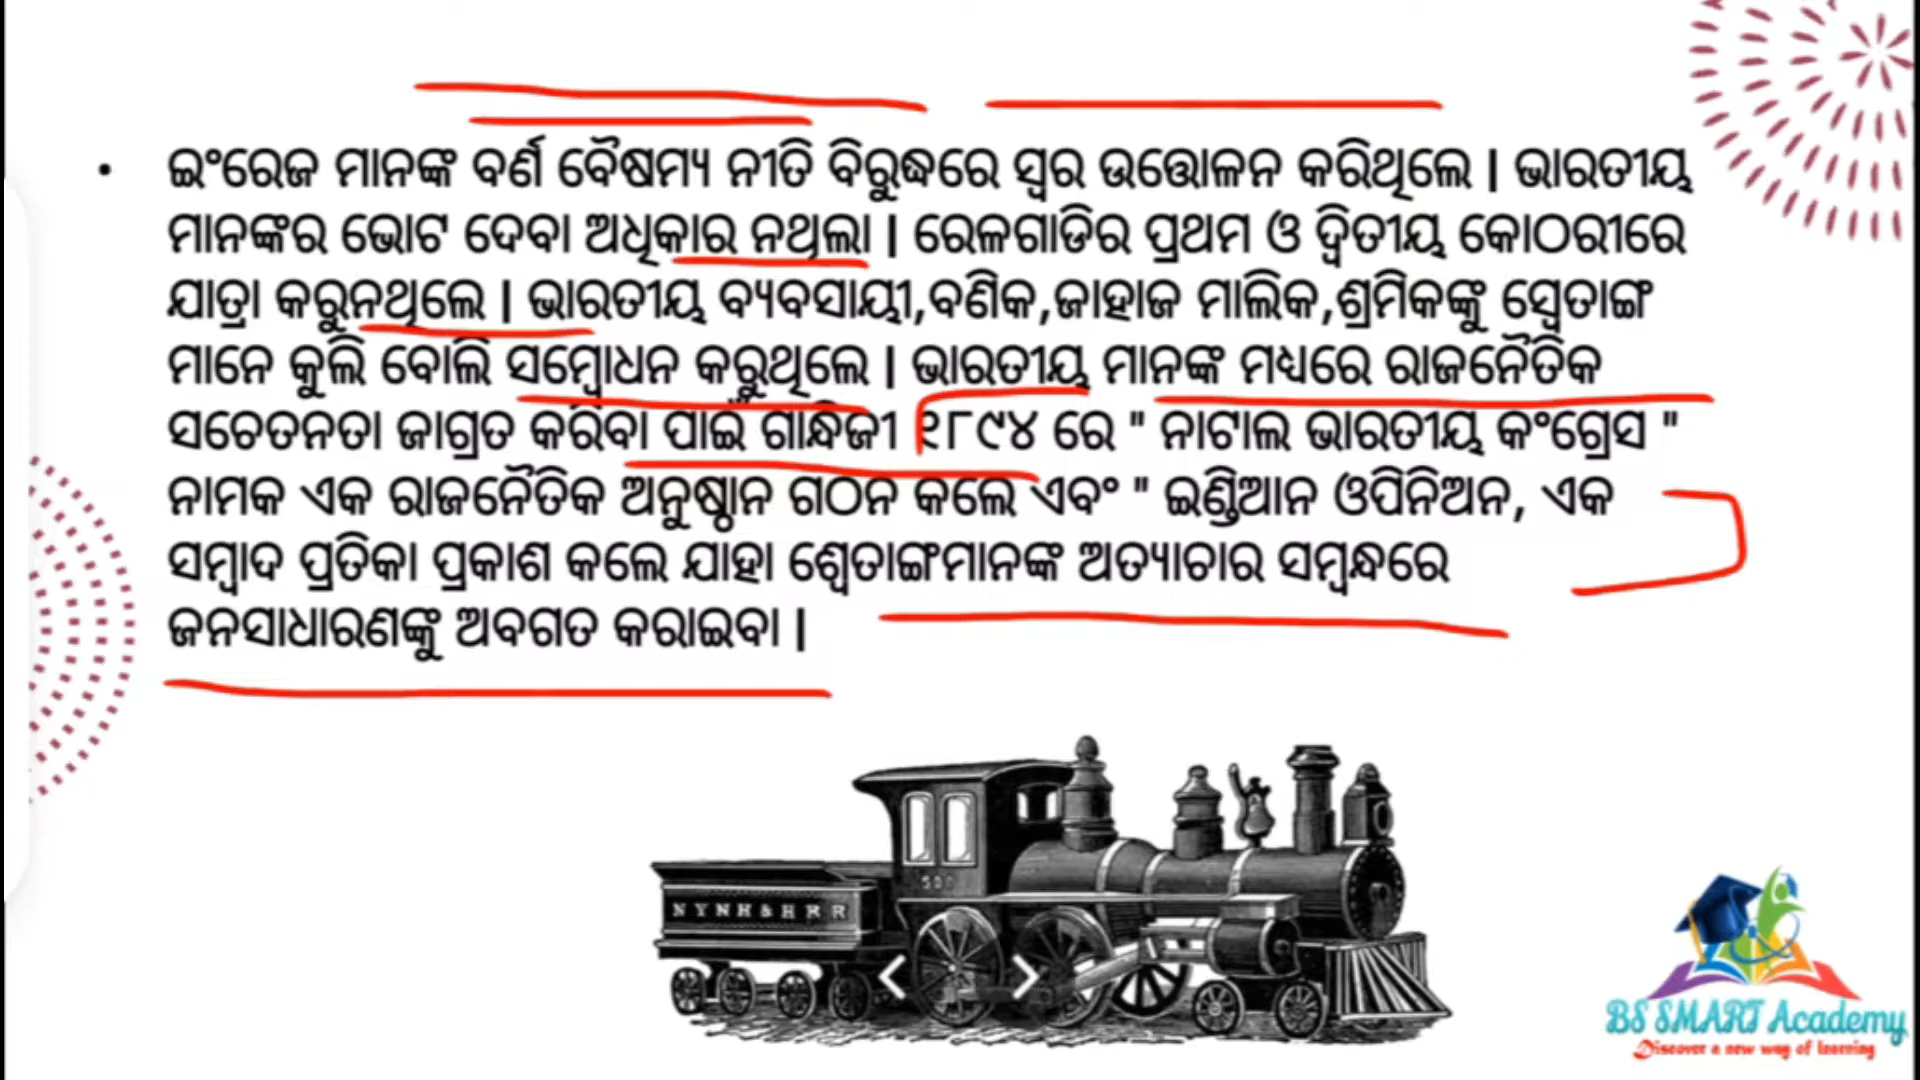 • ଇଂରେଜ ମାନଙ୍କ ବର୍ଣ ବୈଷମ୍ୟ ନୀତି ବିରୁଦ୍ଧରେ ସ୍ୱର ଉତ୍ତୋଳନ କରିଥିଲେ | ଭାରତୀୟ
ମାନଙ୍କର ଭୋଟ ଦେବା ଅଧିକାର ନଥିଲା | ରେଳଗାଡିର ପ୍ରଥମ ଓ ଦ୍ୱିତୀୟ କୋଠରୀରେ
ଯାତ୍ରା କରୁନଥିଲେ | ଭାରତୀୟ ବ୍ୟବସାୟୀ,ବଣିକ,ଜାହାଜ ମାଲିକ,ଶ୍ରମିକଙ୍କୁ ସ୍ୱେତାଙ୍ଗ
ମାନେ କୁଲି ବୋଲି ସମ୍ବୋଧନ କରୁଥିଲେ | ଭାରତୀୟ ମାନଙ୍କ ମଧ୍ୟରେ ରାଜନୈତିକ
ସଚେତନତା ଜାଗ୍ରତ କରିବା ପାଇଁ ଗାନ୍ଧିଜୀ ୧୮୯୪ ରେ " ନାଟାଲ ଭାରତୀୟ କଂଗ୍ରେସ "
ନାମକ ଏକ ରାଜନୈତିକ ଅନୁଷ୍ଠାନ ଗଠନ କଲେ ଏବଂ " ଇଣ୍ଡିଆନ ଓପିନିଅନ, ଏକ
ସମ୍ବାଦ ପ୍ରତିକା ପ୍ରକାଶ କଲେ ଯାହା ଶ୍ୱେତାଙ୍ଗମାନଙ୍କ ଅତ୍ୟାଚାର ସମ୍ବନ୍ଧରେ
ଜନସାଧାରଣଙ୍କୁ ଅବଗତ କରାଇବା |
N Y N H & H R R
BS SMART Academy
Discover a new way of learning